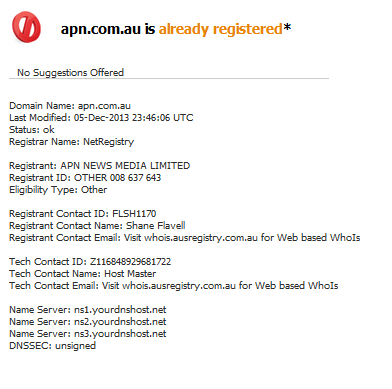 apn.com.au is already registered*
No Suggestions Offered
Domain Name: apn.com.au
Last Modified: 05-Dec-2013 23:46:06 UTC
Status: ok
Registrar Name: NetRegistry
Registrant: APN NEWS MEDIA LIMITED
Registrant ID: OTHER 008 637 643
Eligibility Type: Other
Registrant Contact ID: FLSH1170
Registrant Contact Name: Shane Flavell
Registrant Contact Email: Visit whois.ausregistry.com.au for Web based WhoIs
Tech Contact ID: Z116848929681722
Tech Contact Name: Host Master
Tech Contact Email: Visit whois.ausregistry.com.au for Web based WhoIs
Name Server: ns1.yourdnshost.net
Name Server: ns2.yourdnshost.net
Name Server: ns3.yourdnshost.net
DNSSEC: unsigned